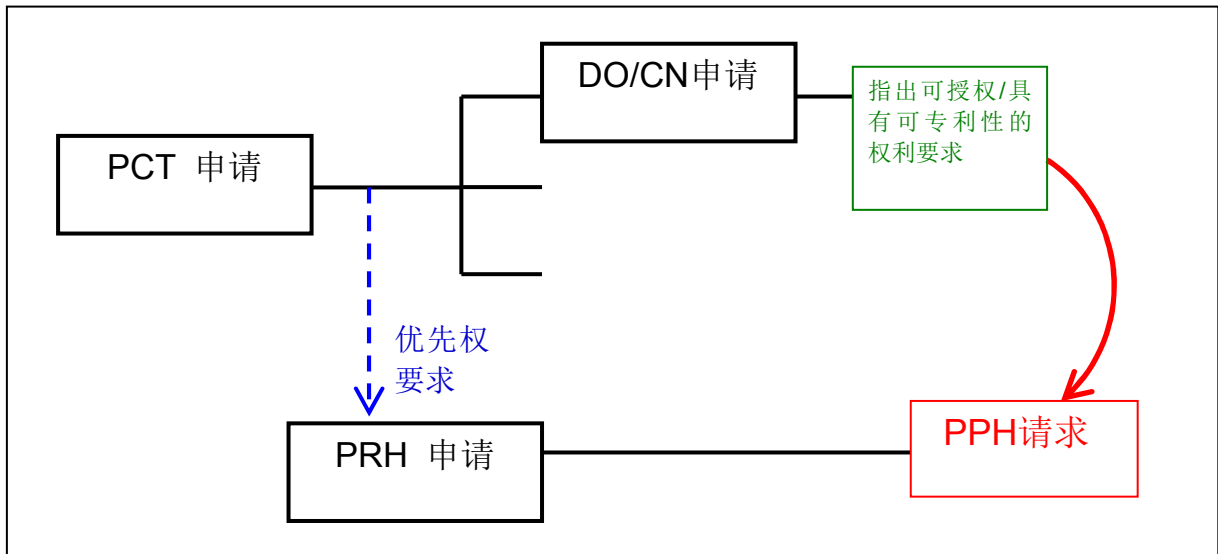 DO/CN申请
指出可授权/具
有可专利性的
权利要求
PCT 申请
优先权
要求
PRH 申请
PPH请求